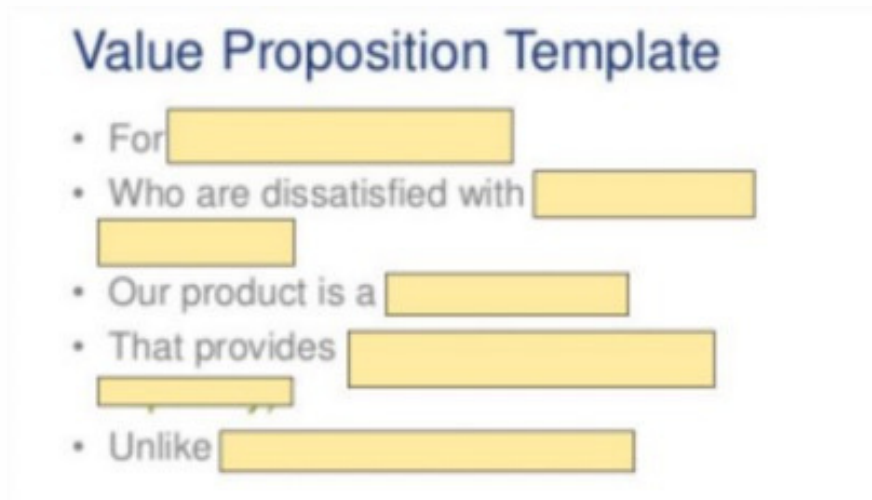 Value Proposition Template
• For
• Who are dissatisfied with
• Our product is a
• That provides
• Unlike